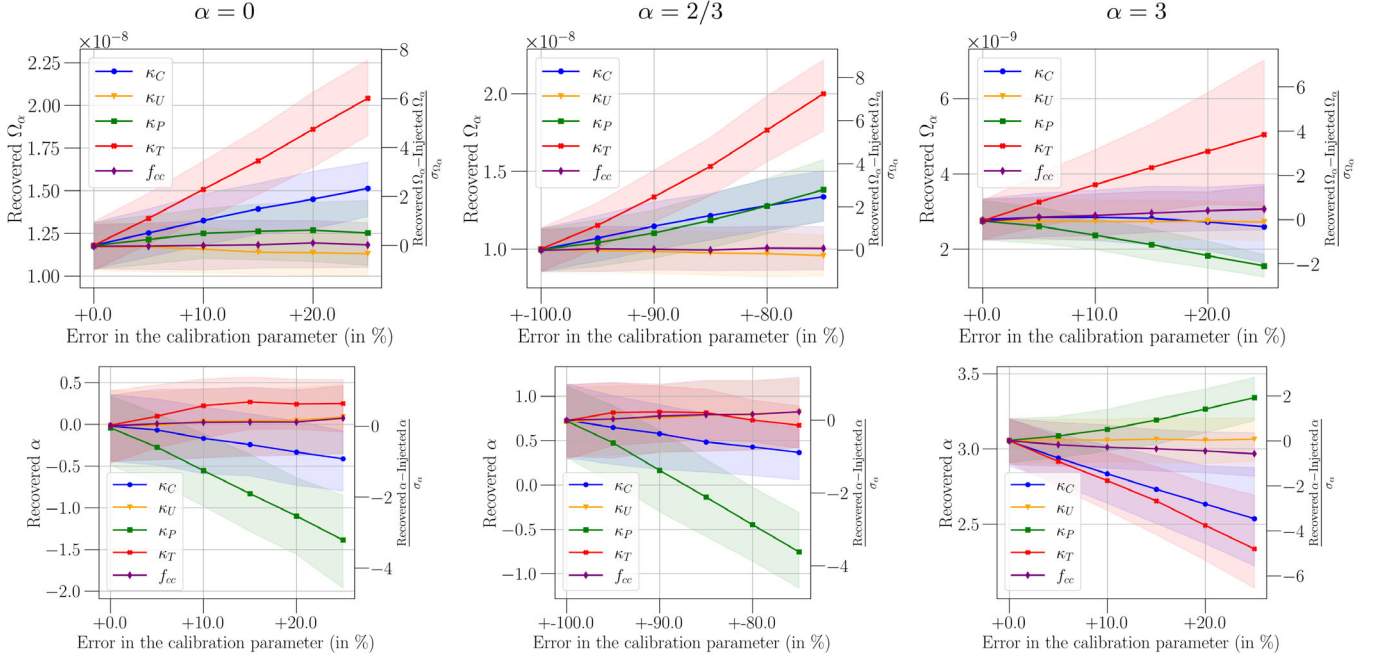 α = 0
α = 2/3
α = 3
×10⁻⁸
2.25
2.00
1.75
1.50
1.25
1.00
Recovered Ω_α
κ_C
κ_U
κ_P
κ_T
f_cc
8
6
4
2
0
Recovered Ω_α−Injected Ω_α
σ_Ω_α
+0.0
+10.0
+20.0
Error in the calibration parameter (in %)
×10⁻⁸
2.0
1.8
1.6
1.4
1.2
1.0
Recovered Ω_α
κ_C
κ_U
κ_P
κ_T
f_cc
8
6
4
2
0
Recovered Ω_α−Injected Ω_α
σ_Ω_α
+-100.0
+-90.0
+-80.0
Error in the calibration parameter (in %)
×10⁻⁹
6
4
2
Recovered Ω_α
κ_C
κ_U
κ_P
κ_T
f_cc
6
4
2
0
−2
Recovered Ω_α−Injected Ω_α
σ_Ω_α
+0.0
+10.0
+20.0
Error in the calibration parameter (in %)
0.5
0.0
−0.5
−1.0
−1.5
−2.0
Recovered α
κ_C
κ_U
κ_P
κ_T
f_cc
0
−2
−4
Recovered α−Injected α
σ_α
+0.0
+10.0
+20.0
Error in the calibration parameter (in %)
1.0
0.5
0.0
−0.5
−1.0
Recovered α
κ_C
κ_U
κ_P
κ_T
f_cc
0
−2
−4
Recovered α−Injected α
σ_α
+-100.0
+-90.0
+-80.0
Error in the calibration parameter (in %)
3.5
3.0
2.5
Recovered α
κ_C
κ_U
κ_P
κ_T
f_cc
2
0
−2
−4
−6
Recovered α−Injected α
σ_α
+0.0
+10.0
+20.0
Error in the calibration parameter (in %)